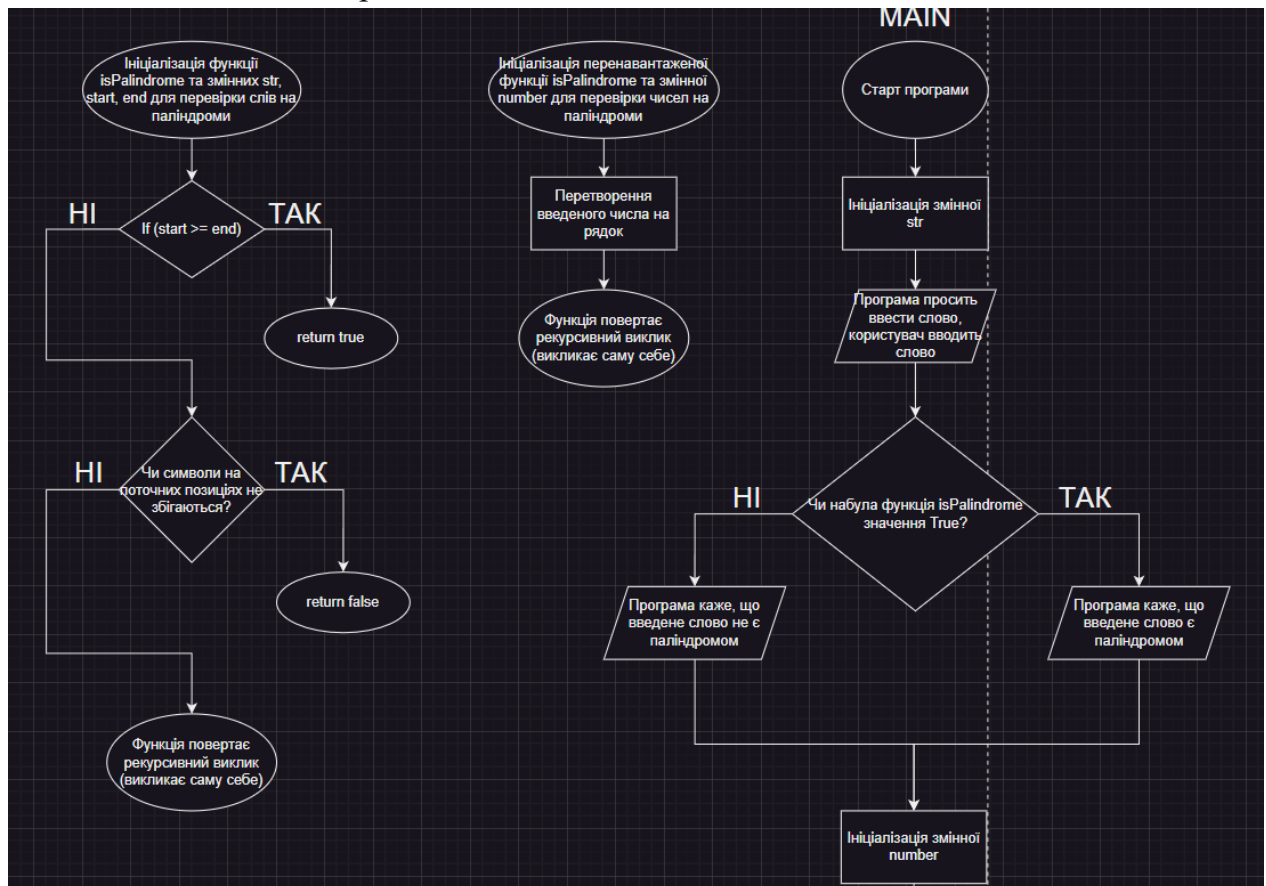 Ініціалізація функції
isPalindrome та змінних str,
start, end для перевірки слів на
паліндроми
НІ
If (start >= end)
ТАК
return true
НІ
Чи символи на
поточних позиціях не
збігаються?
ТАК
return false
Функція повертає
рекурсивний виклик
(викликає саму себе)
Ініціалізація перенавантаженої
функції isPalindrome та змінної
number для перевірки чисел на
паліндроми
Перетворення
введеного числа на
рядок
Функція повертає
рекурсивний виклик
(викликає саму себе)
MAIN
Старт програми
Ініціалізація змінної
str
Програма просить
ввести слово,
користувач вводить
слово
НІ
Чи набула функція isPalindrome
значення True?
ТАК
Програма каже, що
введене слово не є
паліндромом
Програма каже, що
введене слово є
паліндромом
Ініціалізація змінної
number